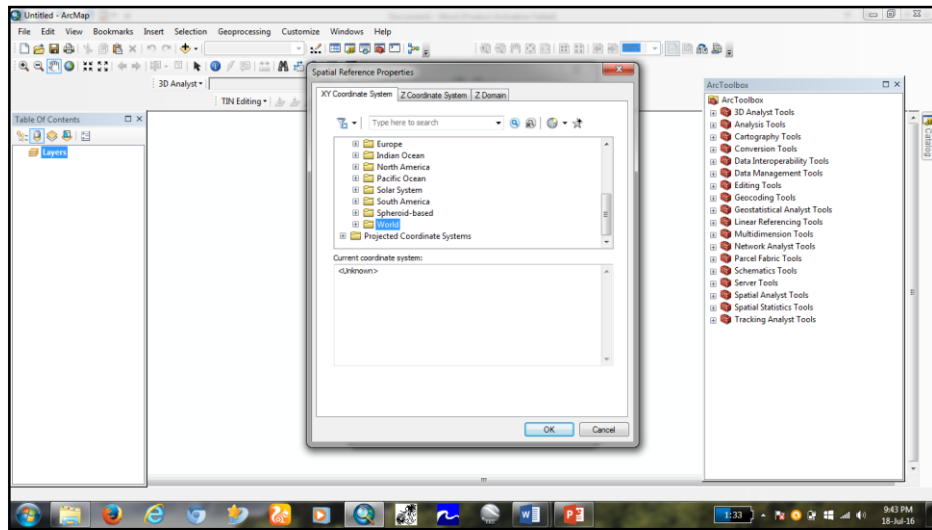 Untitled - ArcMap
File Edit View Bookmarks Insert Selection Geoprocessing Customize Windows Help
3D Analyst
TIN Editing
Table Of Contents
Layers
Spatial Reference Properties
XY Coordinate System Z Coordinate System Z Domain
Type here to search
Europe
Indian Ocean
North America
Pacific Ocean
Solar System
South America
Spheroid-based
World
Projected Coordinate Systems
Current coordinate system:
<Unknown>
OK Cancel
ArcToolbox
ArcToolbox
3D Analyst Tools
Analysis Tools
Cartography Tools
Conversion Tools
Data Interoperability Tools
Data Management Tools
Editing Tools
Geocoding Tools
Geostatistical Analyst Tools
Linear Referencing Tools
Multidimension Tools
Network Analyst Tools
Parcel Fabric Tools
Schematics Tools
Server Tools
Spatial Analyst Tools
Spatial Statistics Tools
Tracking Analyst Tools
Catalog
1:33
9:43 PM
18-Jul-16